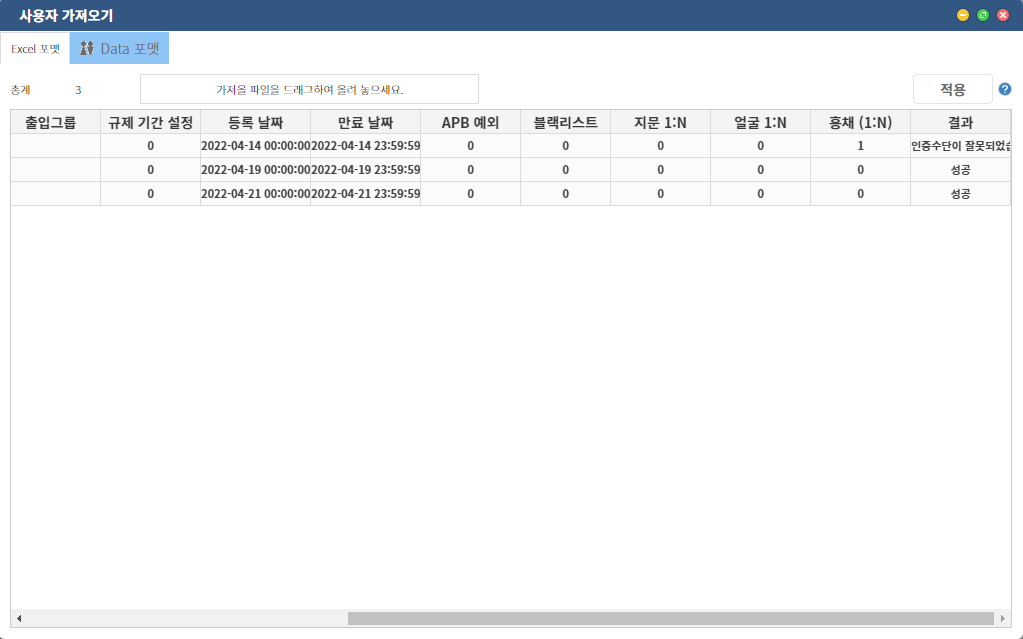 사용자 가져오기
Excel 포맷 Data 포맷
총계 3 가져올 파일을 드래그하여 올려 놓으세요. 적용 ?
출입그룹 규제 기간 설정 등록 날짜 만료 날짜 APB 예외 블랙리스트 지문 1:N 얼굴 1:N 홍채 (1:N) 결과
0 2022-04-14 00:00:00 2022-04-14 23:59:59 0 0 0 0 1 인증수단이 잘못되었습
0 2022-04-19 00:00:00 2022-04-19 23:59:59 0 0 0 0 0 성공
0 2022-04-21 00:00:00 2022-04-21 23:59:59 0 0 0 0 0 성공